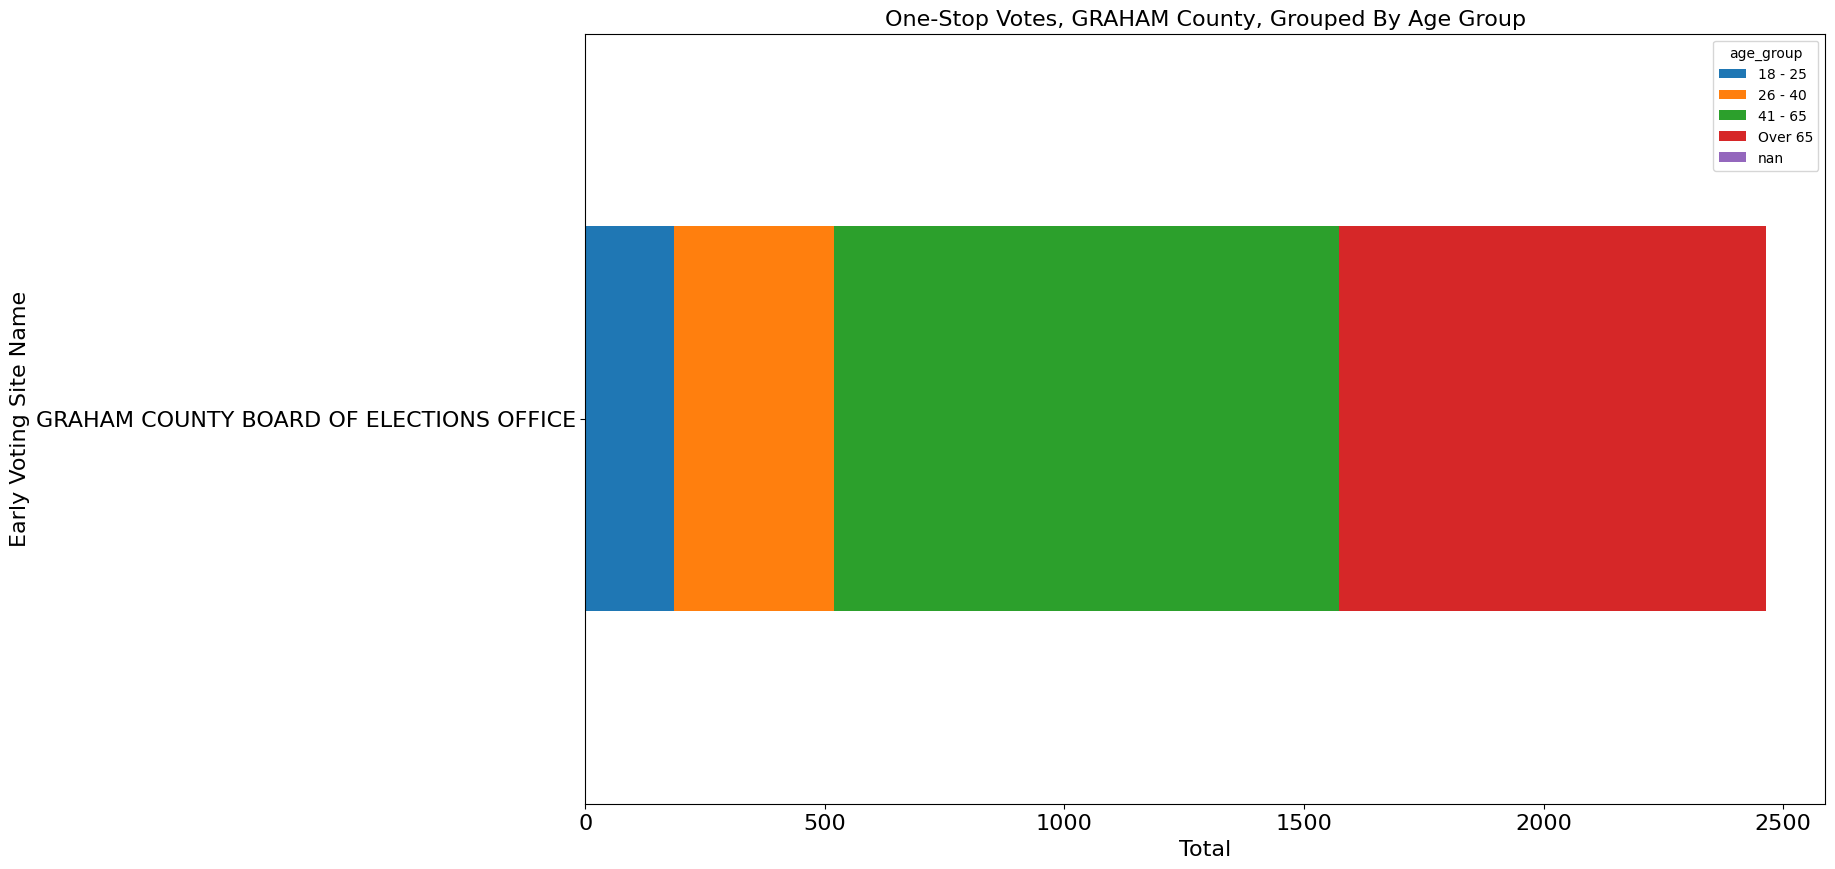 One-Stop Votes, GRAHAM County, Grouped By Age Group
age_group
18 - 25
26 - 40
41 - 65
Over 65
nan
Early Voting Site Name
GRAHAM COUNTY BOARD OF ELECTIONS OFFICE
0 500 1000 1500 2000 2500
Total